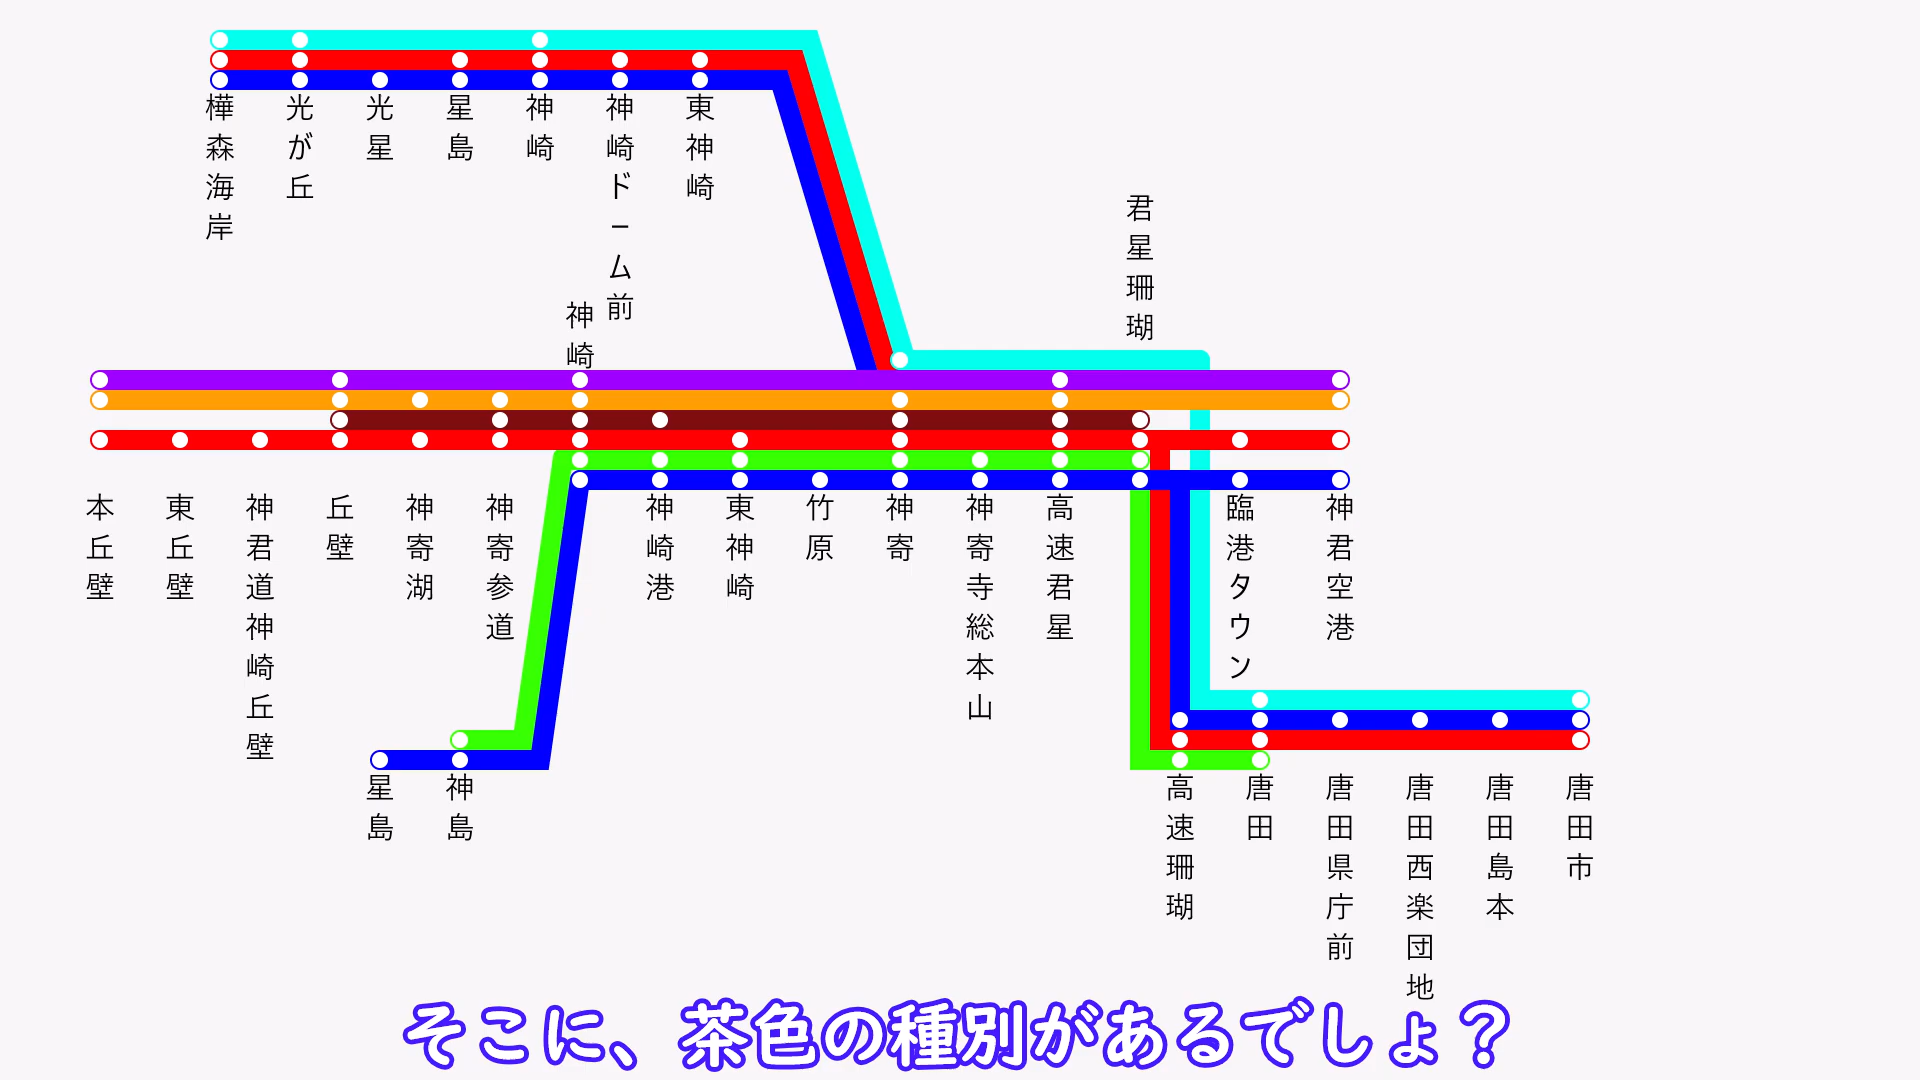 樺森海岸
光が丘
光星
星島
神崎
神崎ドーム前
東神崎
君星珊瑚
神崎
本丘壁
東丘壁
神君道神崎丘壁
丘壁
神寄湖
神寄参道
神崎港
東神崎
竹原
神寄
神寄寺総本山
高速君星
臨港タウン
神君空港
星島
神島
高速珊瑚
唐田
唐田県庁前
唐田西楽団地
唐田島本
唐田市
そこに、茶色の種別があるでしょ？